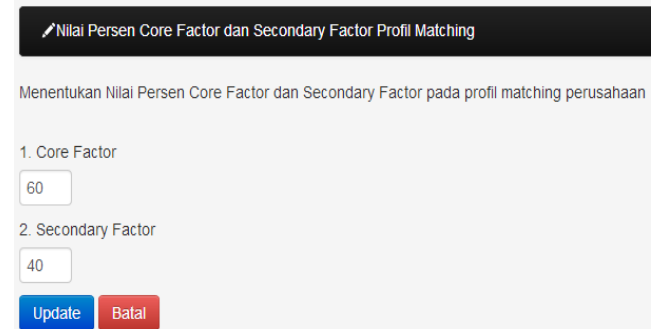 Nilai Persen Core Factor dan Secondary Factor Profil Matching
Menentukan Nilai Persen Core Factor dan Secondary Factor pada profil matching perusahaan
1. Core Factor
60
2. Secondary Factor
40
Update Batal